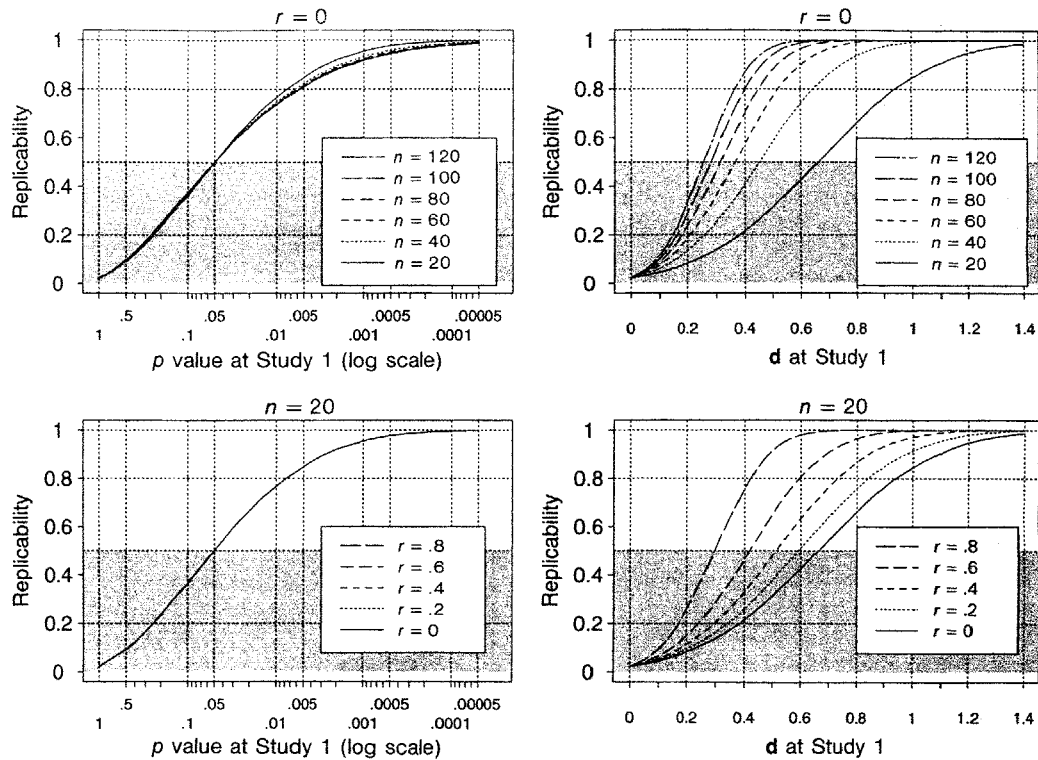 r = 0
Replicability
1
0.8
0.6
0.4
0.2
0
n = 120
n = 100
n = 80
n = 60
n = 40
n = 20
.5 .05 .005 .0005 .00005
1 .1 .01 .001 .0001
p value at Study 1 (log scale)
r = 0
Replicability
1
0.8
0.6
0.4
0.2
0
n = 120
n = 100
n = 80
n = 60
n = 40
n = 20
0 0.2 0.4 0.6 0.8 1 1.2 1.4
d at Study 1
n = 20
Replicability
1
0.8
0.6
0.4
0.2
0
r = .8
r = .6
r = .4
r = .2
r = 0
.5 .05 .005 .0005 .00005
1 .1 .01 .001 .0001
p value at Study 1 (log scale)
n = 20
Replicability
1
0.8
0.6
0.4
0.2
0
r = .8
r = .6
r = .4
r = .2
r = 0
0 0.2 0.4 0.6 0.8 1 1.2 1.4
d at Study 1